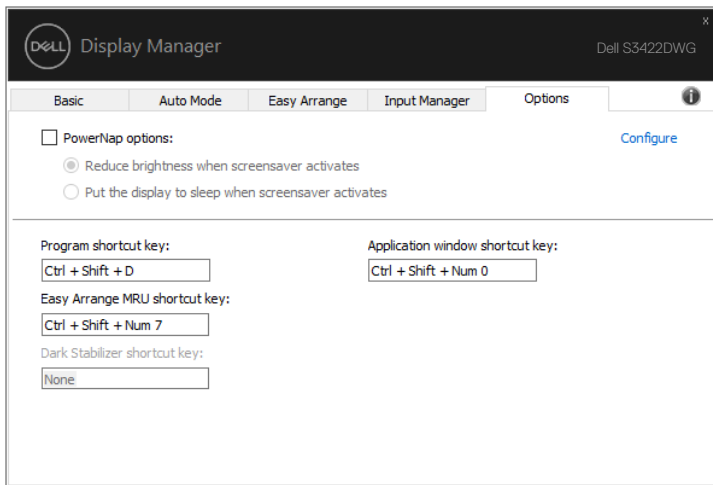 x
DELL Display Manager
Dell S3422DWG
Basic Auto Mode Easy Arrange Input Manager Options i
PowerNap options: Configure
Reduce brightness when screensaver activates
Put the display to sleep when screensaver activates
Program shortcut key: Application window shortcut key:
Ctrl + Shift + D Ctrl + Shift + Num 0
Easy Arrange MRU shortcut key:
Ctrl + Shift + Num 7
Dark Stabilizer shortcut key:
None